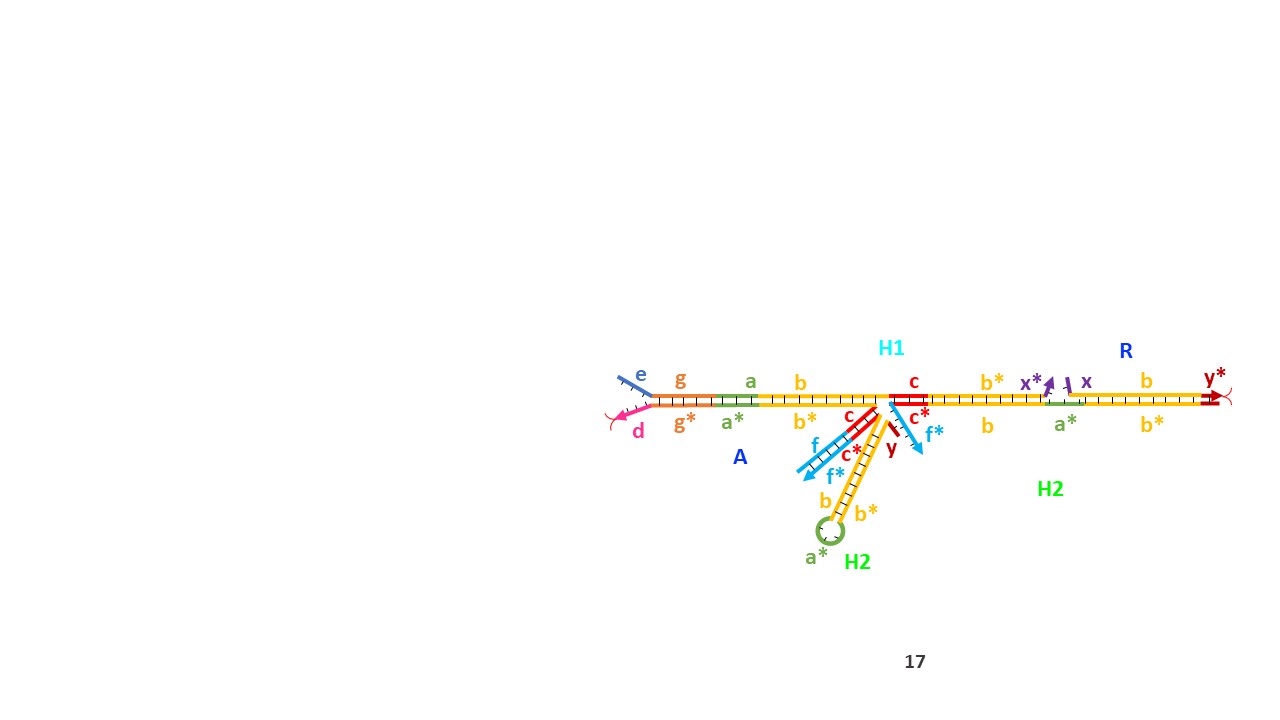 H1
R
e g a b c b* x* x b y*
d g* a* b* c c* b a* b*
A f c* y f*
f*
H2
b b*
a* H2
17